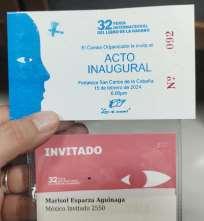 32 FERIA
INTERNACIONAL
DEL LIBRO DE LA HABANA
El Comité Organizador le invita al
ACTO
INAUGURAL
Fortaleza San Carlos de la Cabaña
15 de febrero de 2024
6:00pm
Nº 092
INVITADO
32 FERIA
Marisol Esparza Aguinaga
México Invitado 2550